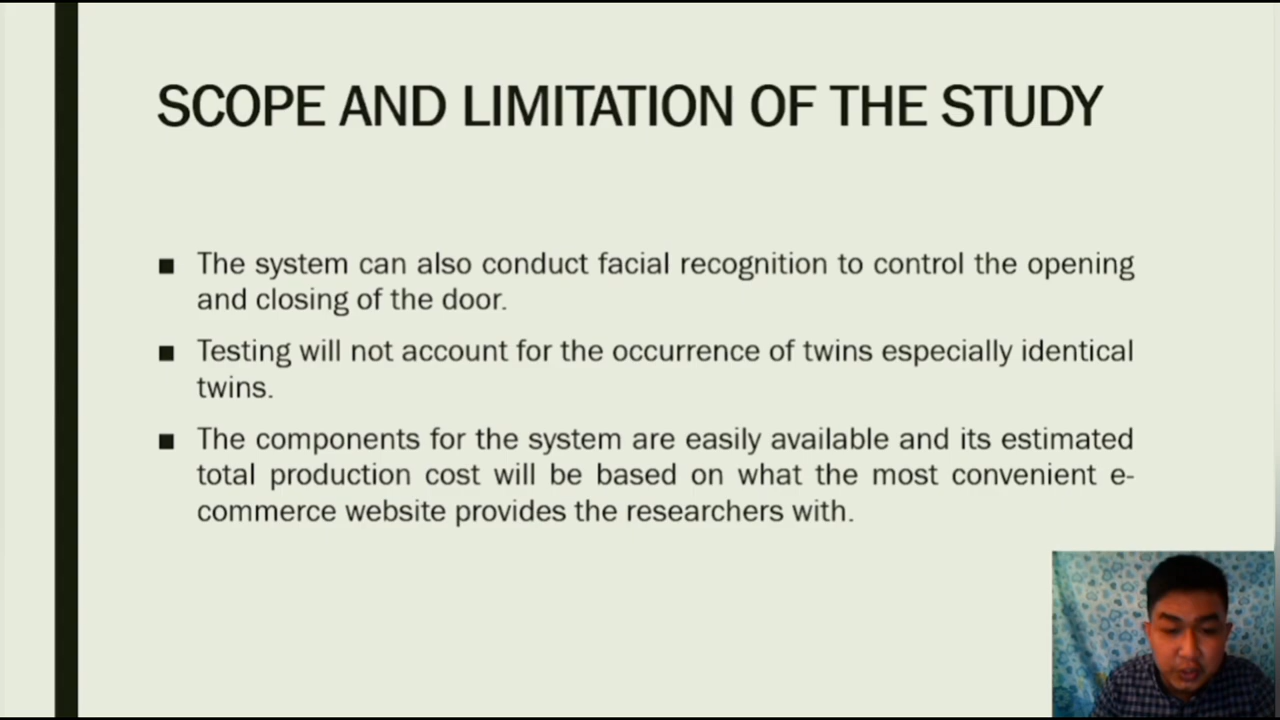 SCOPE AND LIMITATION OF THE STUDY
■ The system can also conduct facial recognition to control the opening
and closing of the door.
■ Testing will not account for the occurrence of twins especially identical
twins.
■ The components for the system are easily available and its estimated
total production cost will be based on what the most convenient e-
commerce website provides the researchers with.